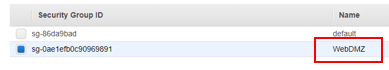 Security Group ID Name
sg-86da9bad default
sg-0ae1efb0c90969891 WebDMZ